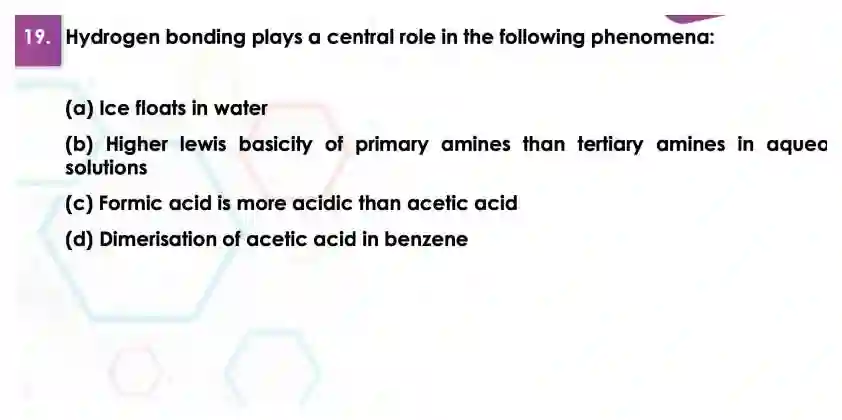 19. Hydrogen bonding plays a central role in the following phenomena:
(a) Ice floats in water
(b) Higher lewis basicity of primary amines than tertiary amines in
solutions
(c) Formic acid is more acidic than acetic acid
(d) Dimerisation of acetic acid in benzene